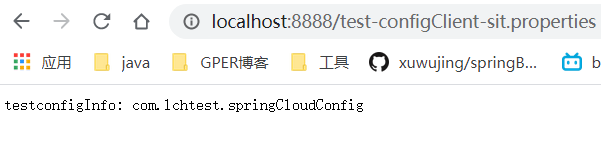 localhost:8888/test-configClient-sit.properties
应用 java GPER博客 工具 xuwujing/springB... b
testconfigInfo: com.lchtest.springCloudConfig